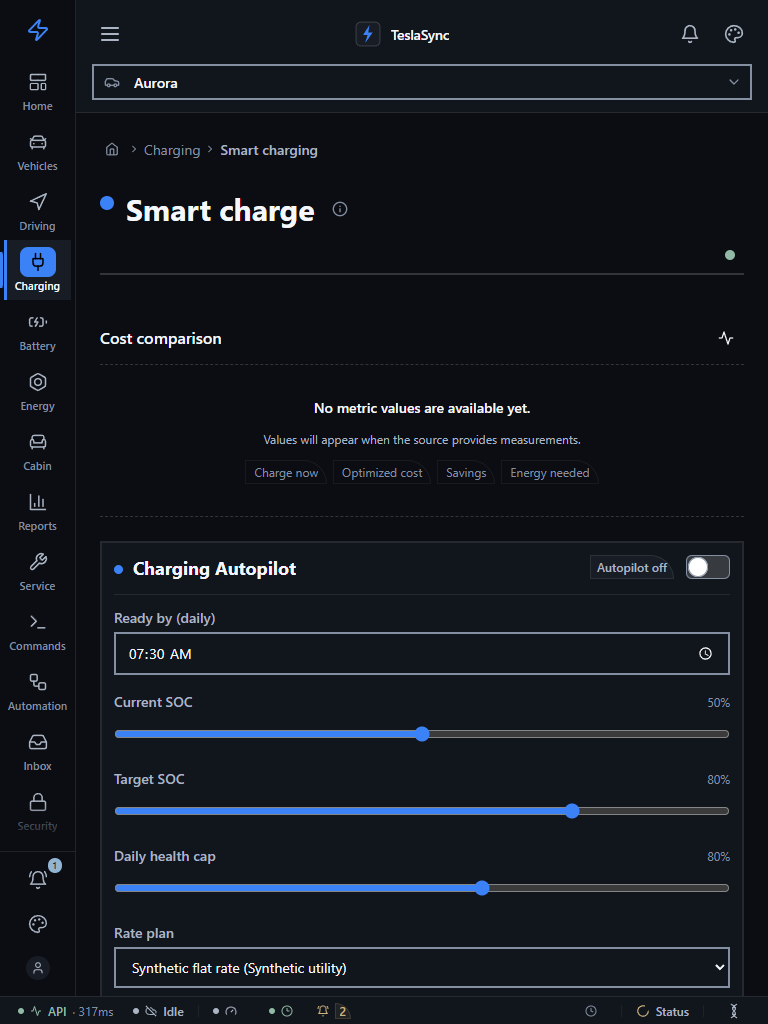 TeslaSync
Aurora
Home
Vehicles
Driving
Charging
Battery
Energy
Cabin
Reports
Service
Commands
Automation
Inbox
Security
1
Charging > Smart charging
Smart charge
Cost comparison
No metric values are available yet.
Values will appear when the source provides measurements.
Charge now Optimized cost Savings Energy needed
Charging Autopilot Autopilot off
Ready by (daily)
07:30 AM
Current SOC 50%
Target SOC 80%
Daily health cap 80%
Rate plan
Synthetic flat rate (Synthetic utility)
API · 317ms Idle 2 Status